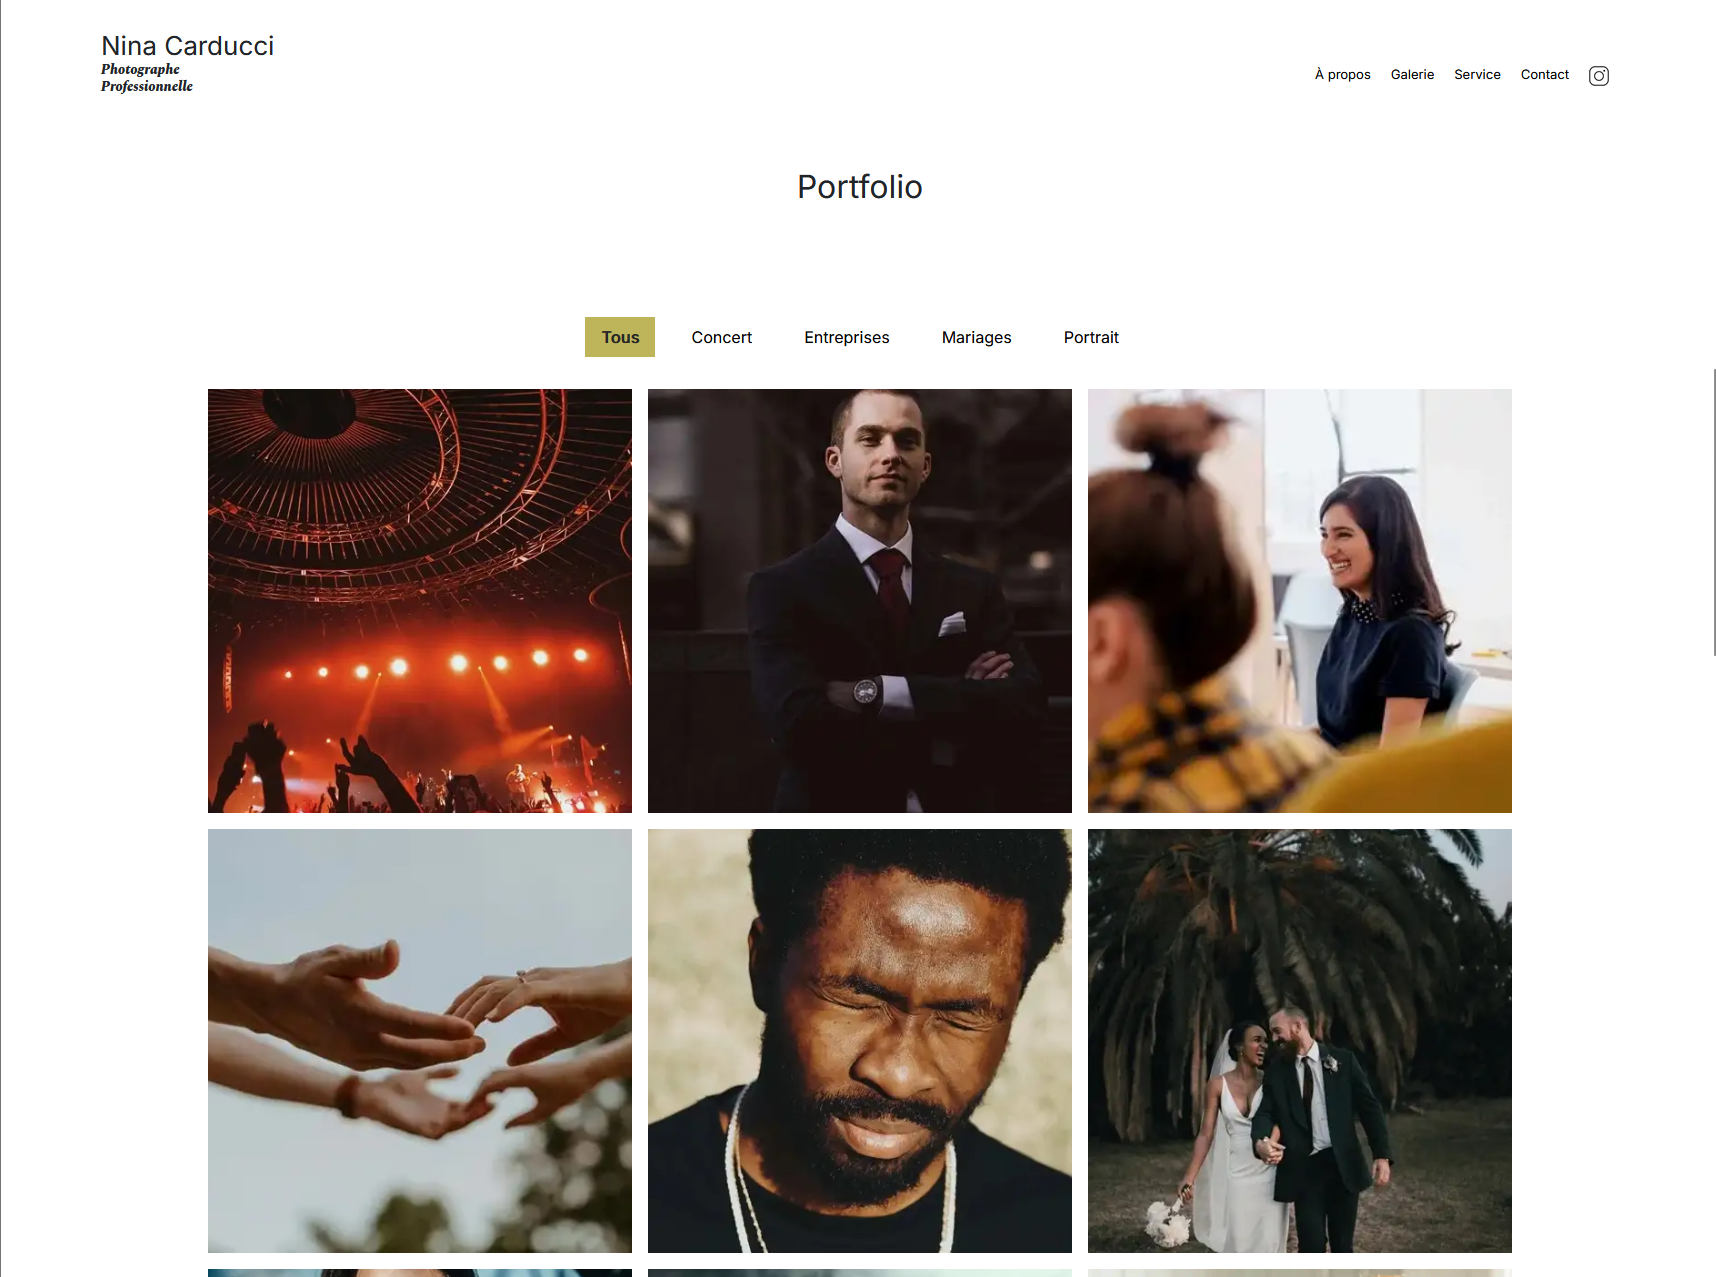 Nina Carducci
Photographe
Professionnelle
À propos Galerie Service Contact
Portfolio
Tous Concert Entreprises Mariages Portrait